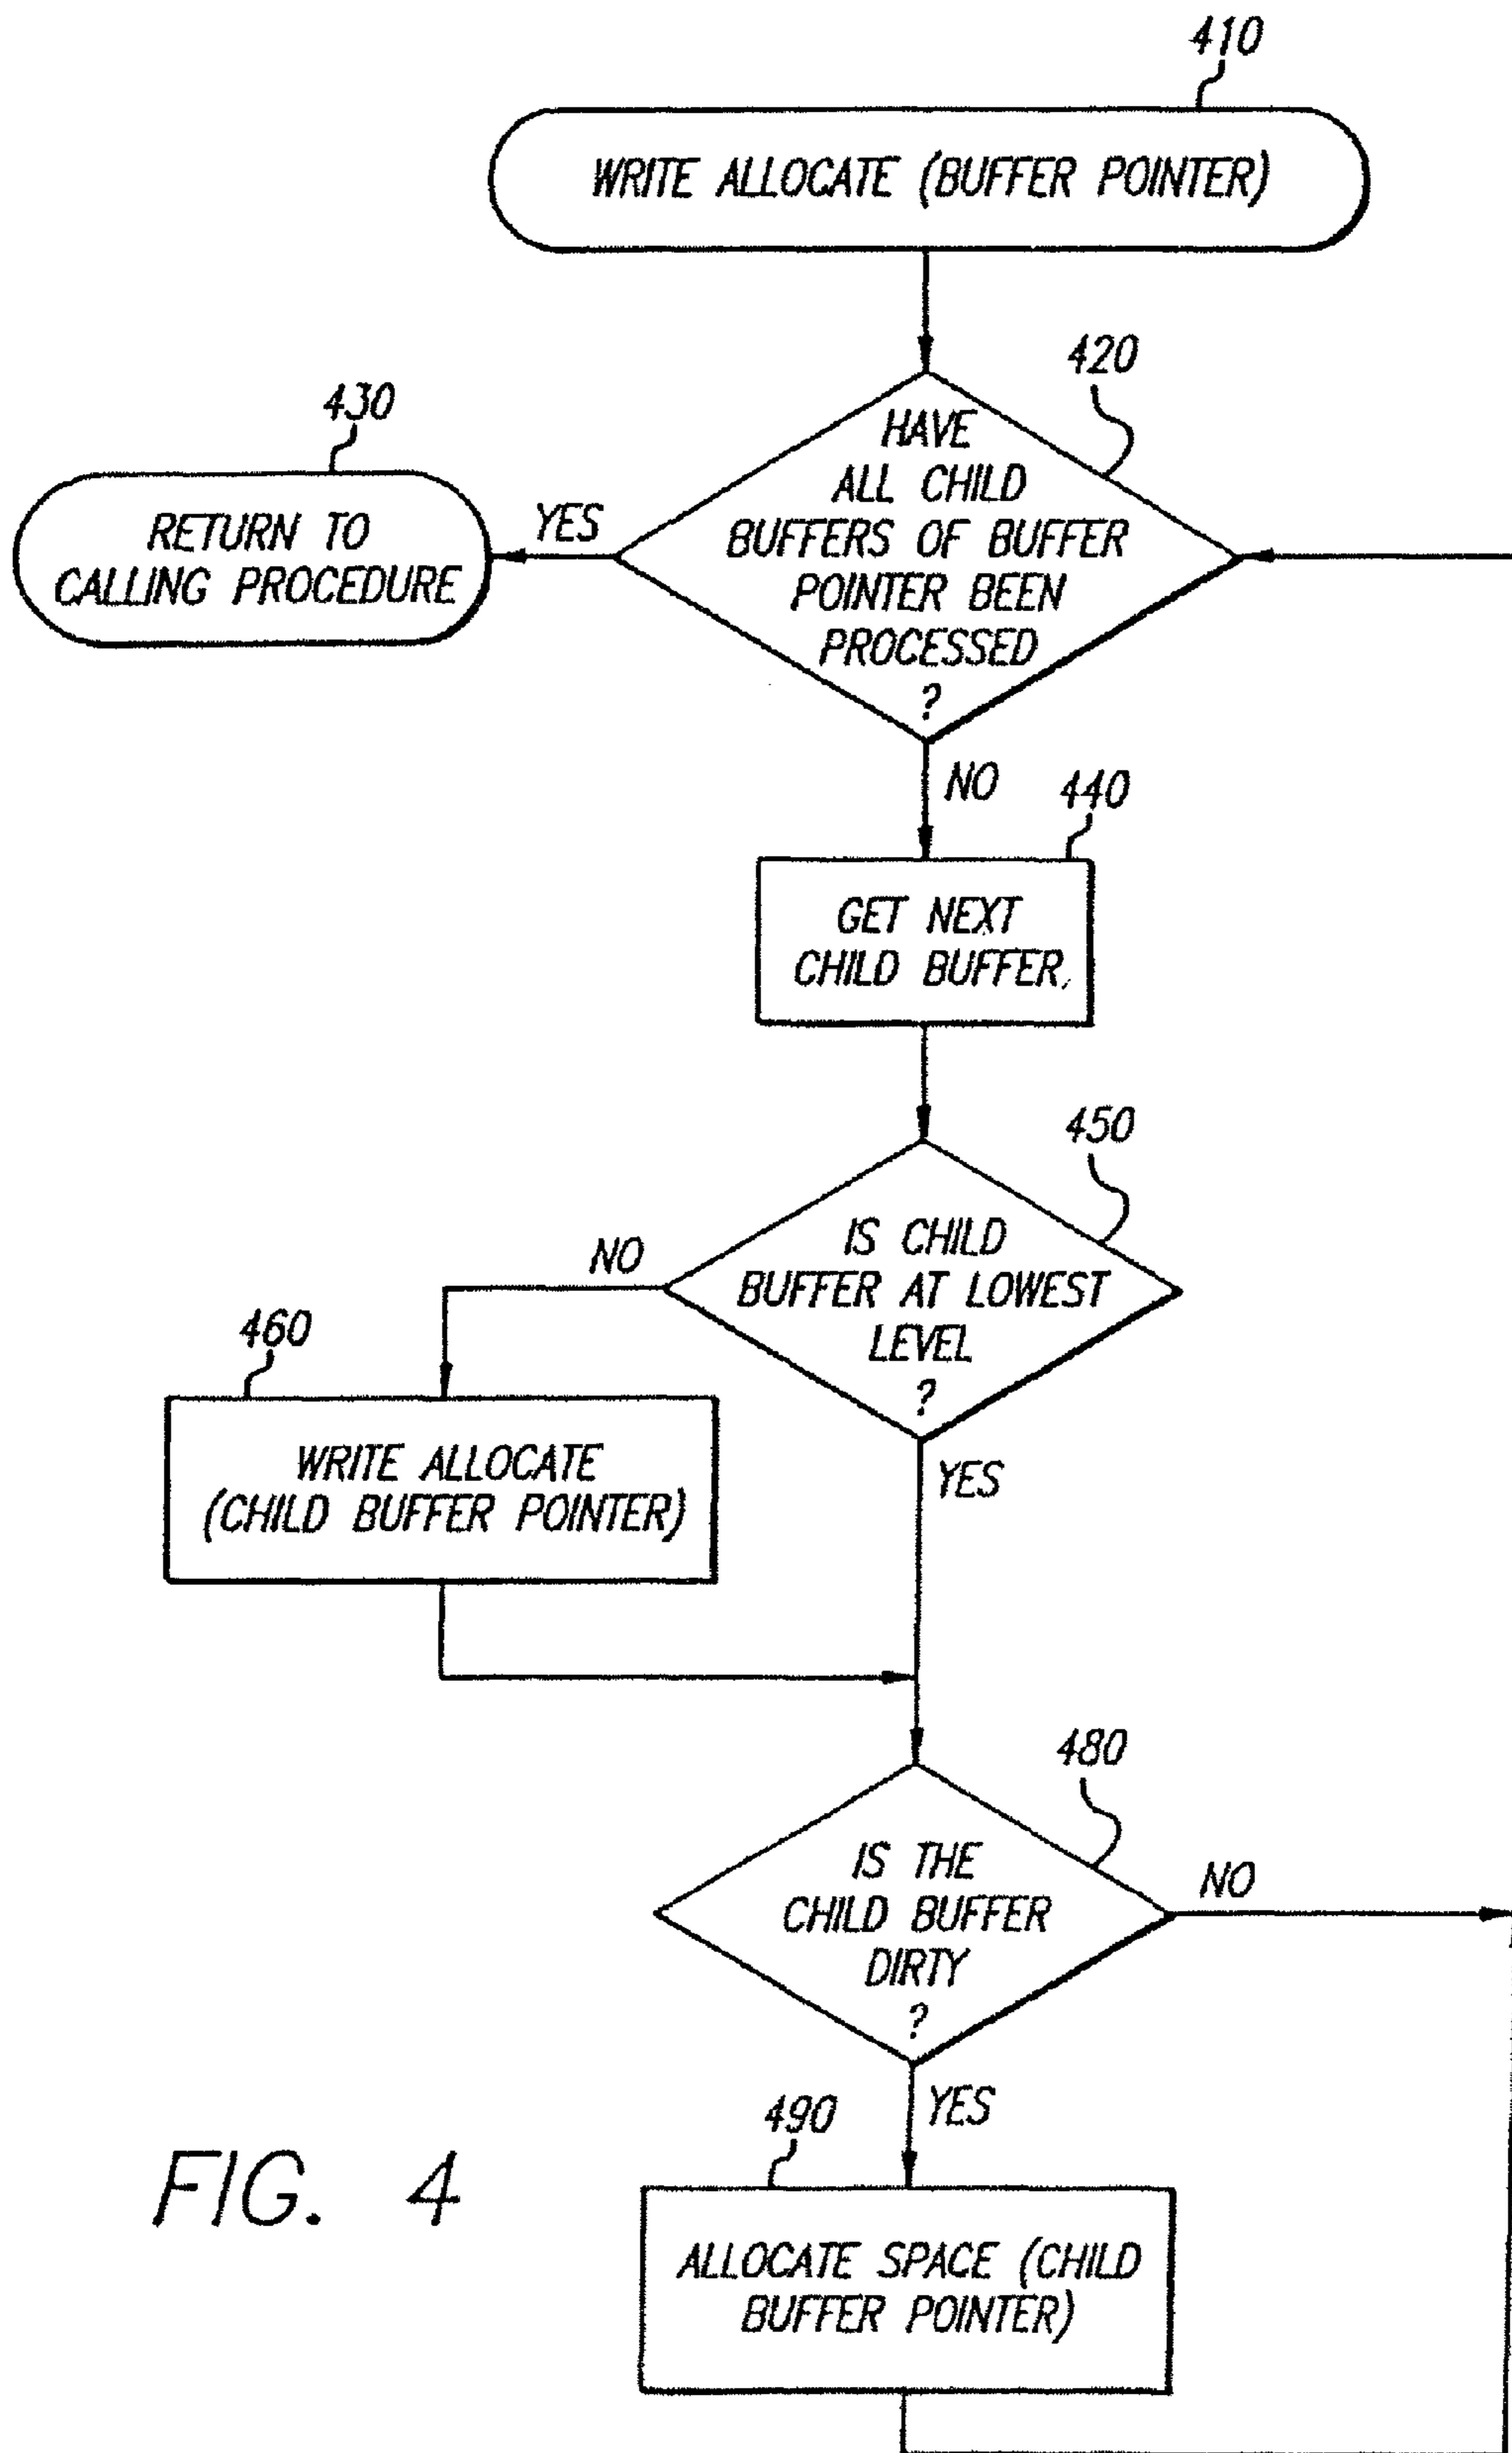 410
WRITE ALLOCATE (BUFFER POINTER)
420
HAVE
ALL CHILD
BUFFERS OF BUFFER
POINTER BEEN
PROCESSED
?
430
YES
RETURN TO
CALLING PROCEDURE
NO
440
GET NEXT
CHILD BUFFER
450
IS CHILD
BUFFER AT LOWEST
LEVEL
?
NO
460
WRITE ALLOCATE
(CHILD BUFFER POINTER)
YES
480
IS THE
CHILD BUFFER
DIRTY
?
NO
YES
490
ALLOCATE SPACE (CHILD
BUFFER POINTER)
FIG. 4